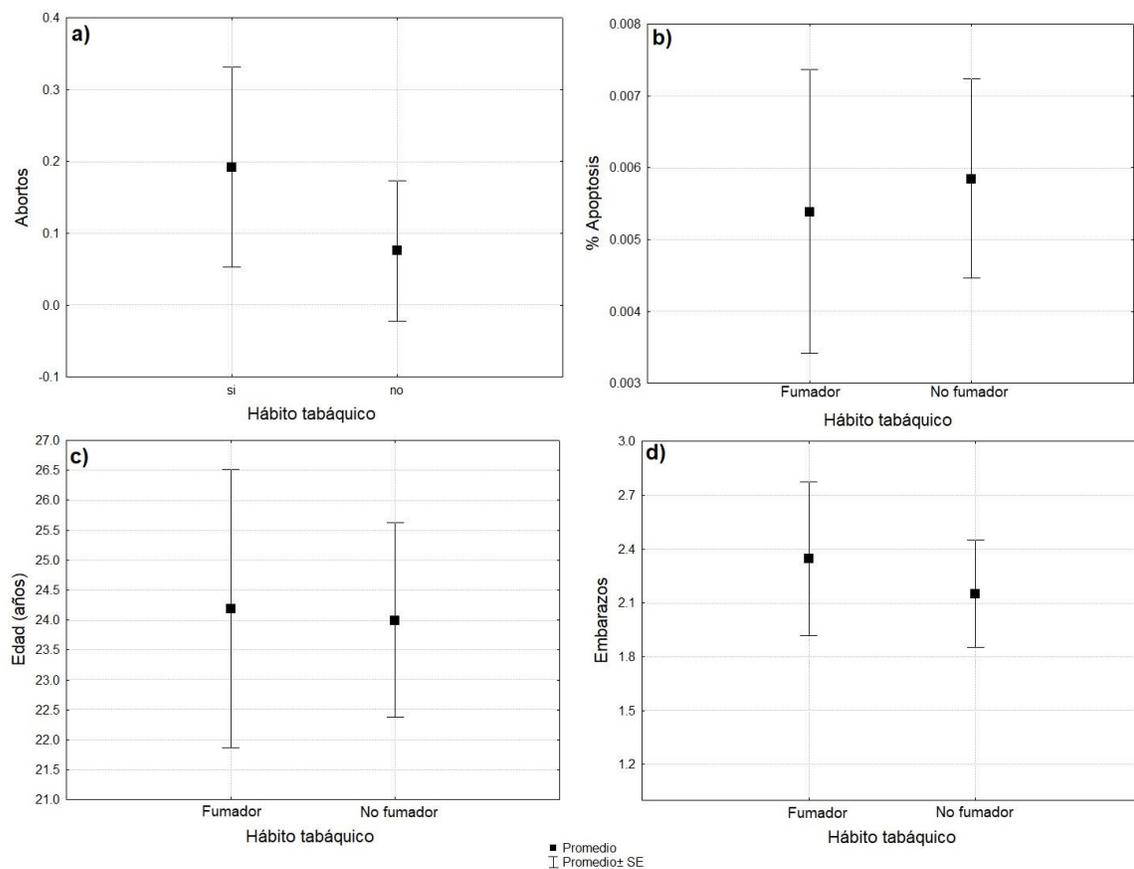 a)
0.4
0.3
0.2
0.1
0.0
-0.1
Abortos
si
no
Hábito tabáquico
b)
0.008
0.007
0.006
0.005
0.004
0.003
% Apoptosis
Fumador
No fumador
Hábito tabáquico
c)
27.0
26.5
26.0
25.5
25.0
24.5
24.0
23.5
23.0
22.5
22.0
21.5
21.0
Edad (años)
Fumador
No fumador
Hábito tabáquico
d)
3.0
2.7
2.4
2.1
1.8
1.5
1.2
Embarazos
Fumador
No fumador
Hábito tabáquico
Promedio
Promedio± SE